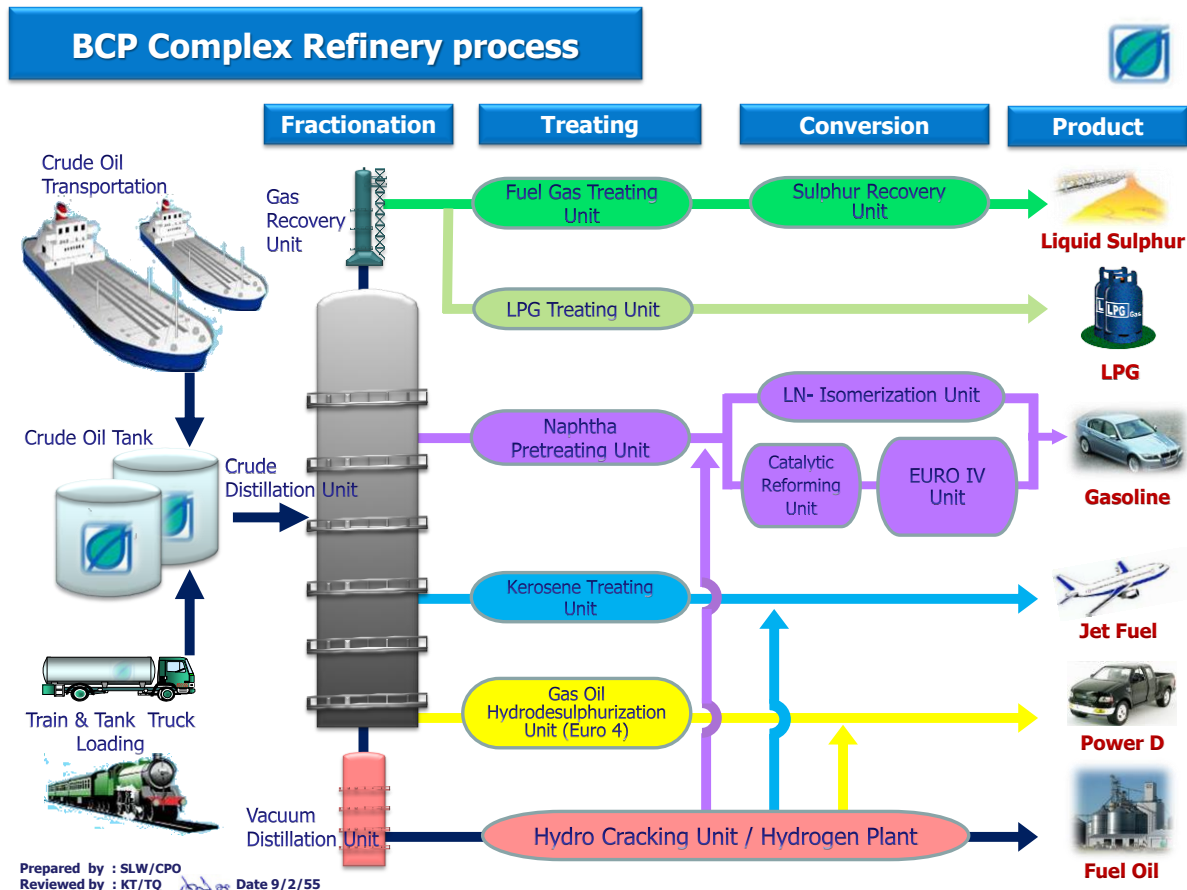 BCP Complex Refinery process
Fractionation
Treating
Conversion
Product
Crude Oil
Transportation
Gas
Recovery
Unit
Fuel Gas Treating
Unit
Sulphur Recovery
Unit
Liquid Sulphur
LPG Treating Unit
L
LPG
Gas
LPG
LN- Isomerization Unit
Naphtha
Pretreating Unit
Catalytic
Reforming
Unit
EURO IV
Unit
Gasoline
Crude Oil Tank
Crude
Distillation Unit
Kerosene Treating
Unit
Jet Fuel
Gas Oil
Hydrodesulphurization
Unit (Euro 4)
Power D
Train & Tank Truck
Loading
Vacuum
Distillation Unit
Hydro Cracking Unit / Hydrogen Plant
Fuel Oil
Prepared by : SLW/CPO
Reviewed by : KT/TQ Date 9/2/55